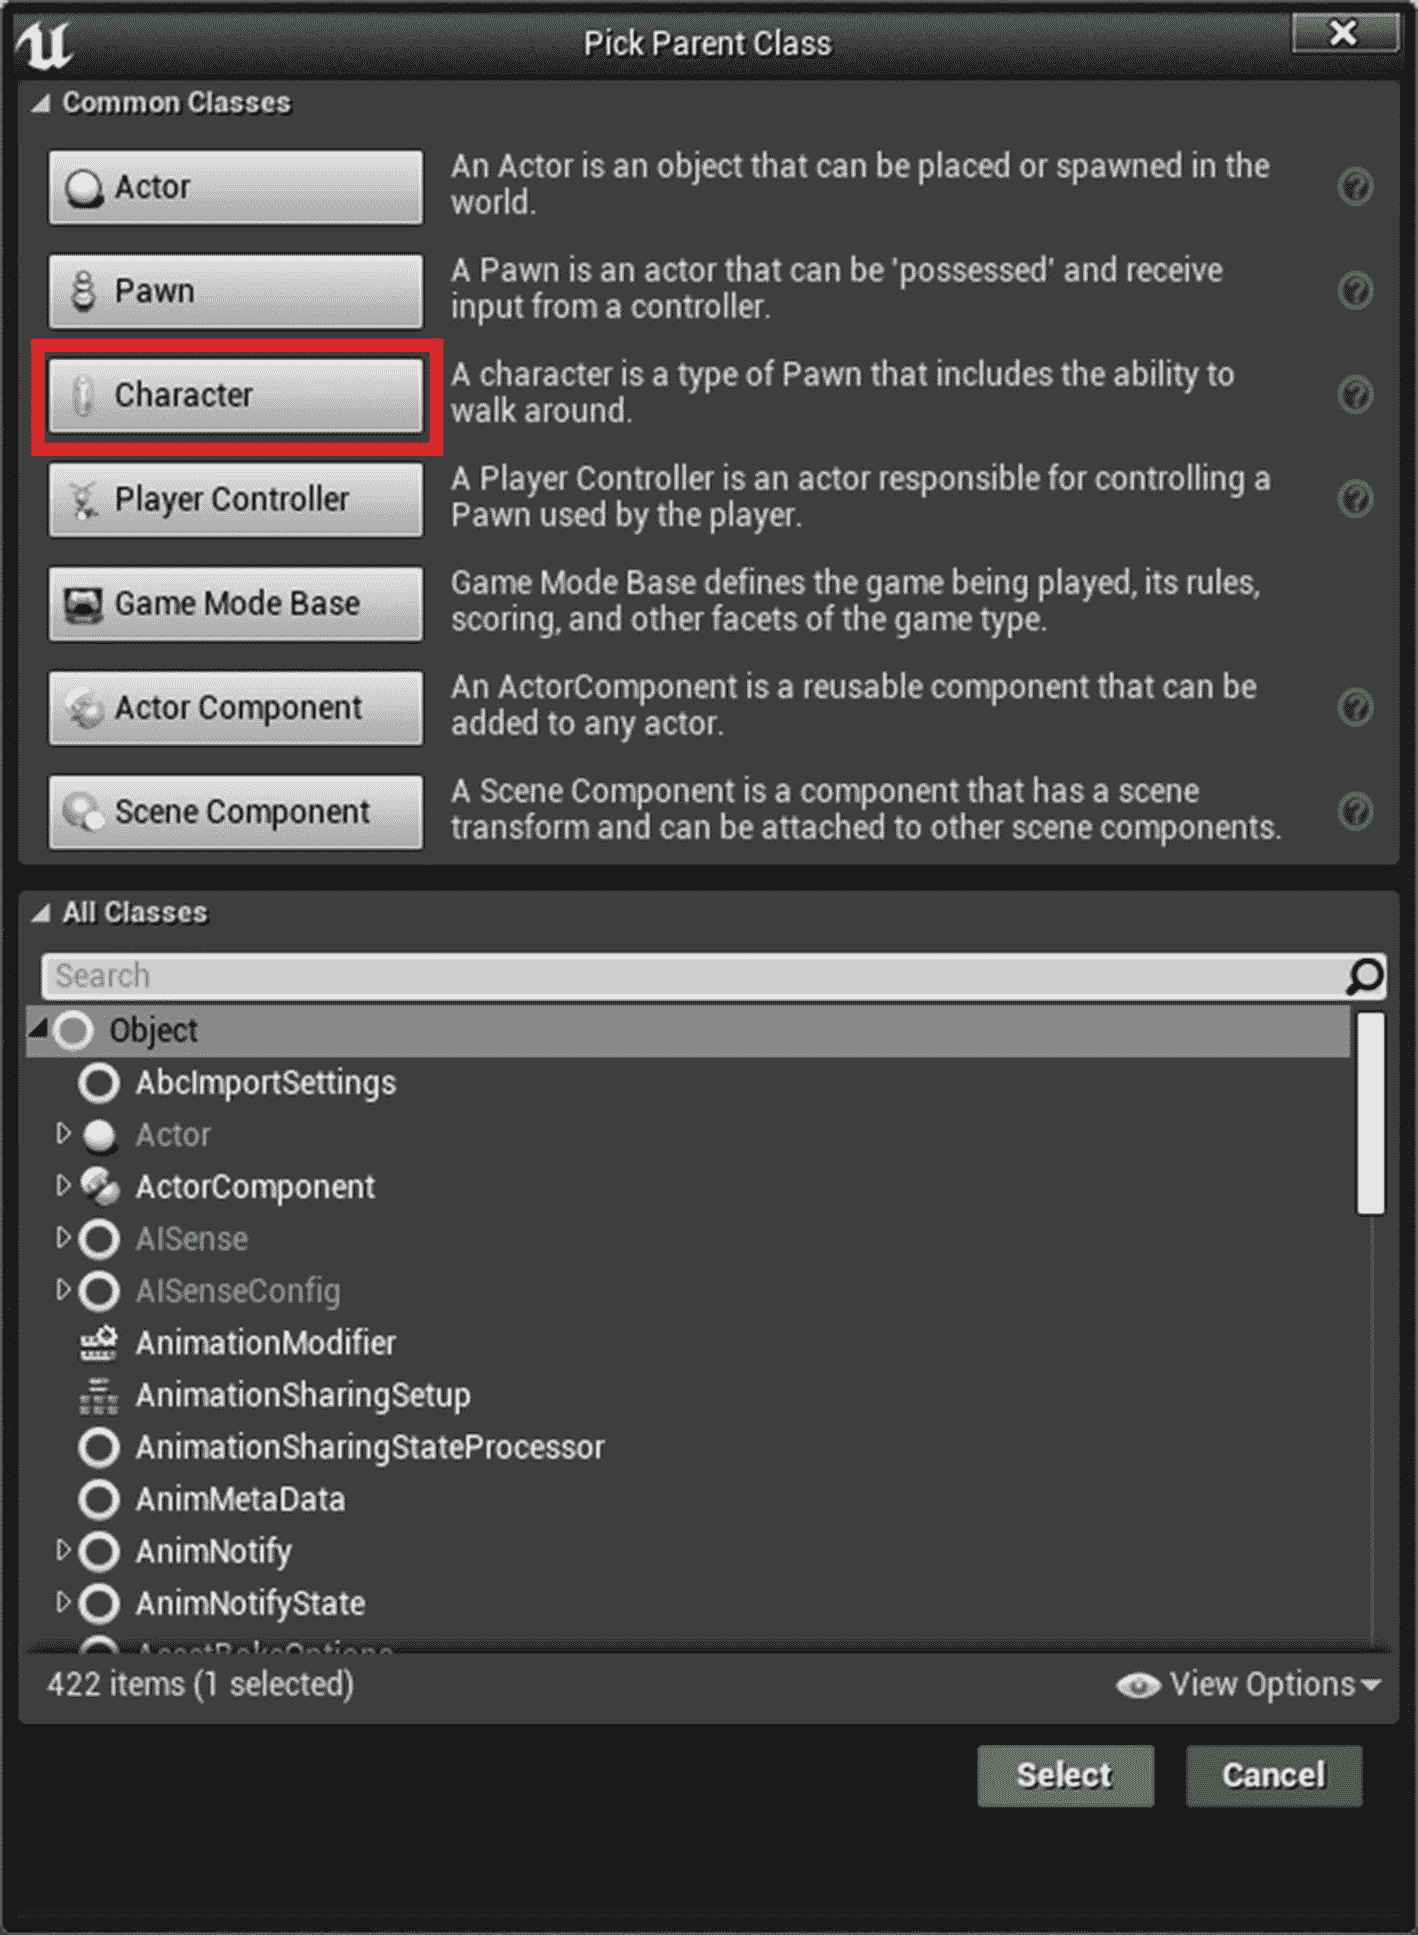 Pick Parent Class
Common Classes
Actor
An Actor is an object that can be placed or spawned in the
world.
Pawn
A Pawn is an actor that can be 'possessed' and receive
input from a controller.
Character
A character is a type of Pawn that includes the ability to
walk around.
Player Controller
A Player Controller is an actor responsible for controlling a
Pawn used by the player.
Game Mode Base
Game Mode Base defines the game being played, its rules,
scoring, and other facets of the game type.
Actor Component
An ActorComponent is a reusable component that can be
added to any actor.
Scene Component
A Scene Component is a component that has a scene
transform and can be attached to other scene components.
All Classes
Search
Object
AbcImportSettings
Actor
ActorComponent
AISense
AISenseConfig
AnimationModifier
AnimationSharingSetup
AnimationSharingStateProcessor
AnimMetaData
AnimNotify
AnimNotifyState
422 items (1 selected)
View Options
Select
Cancel